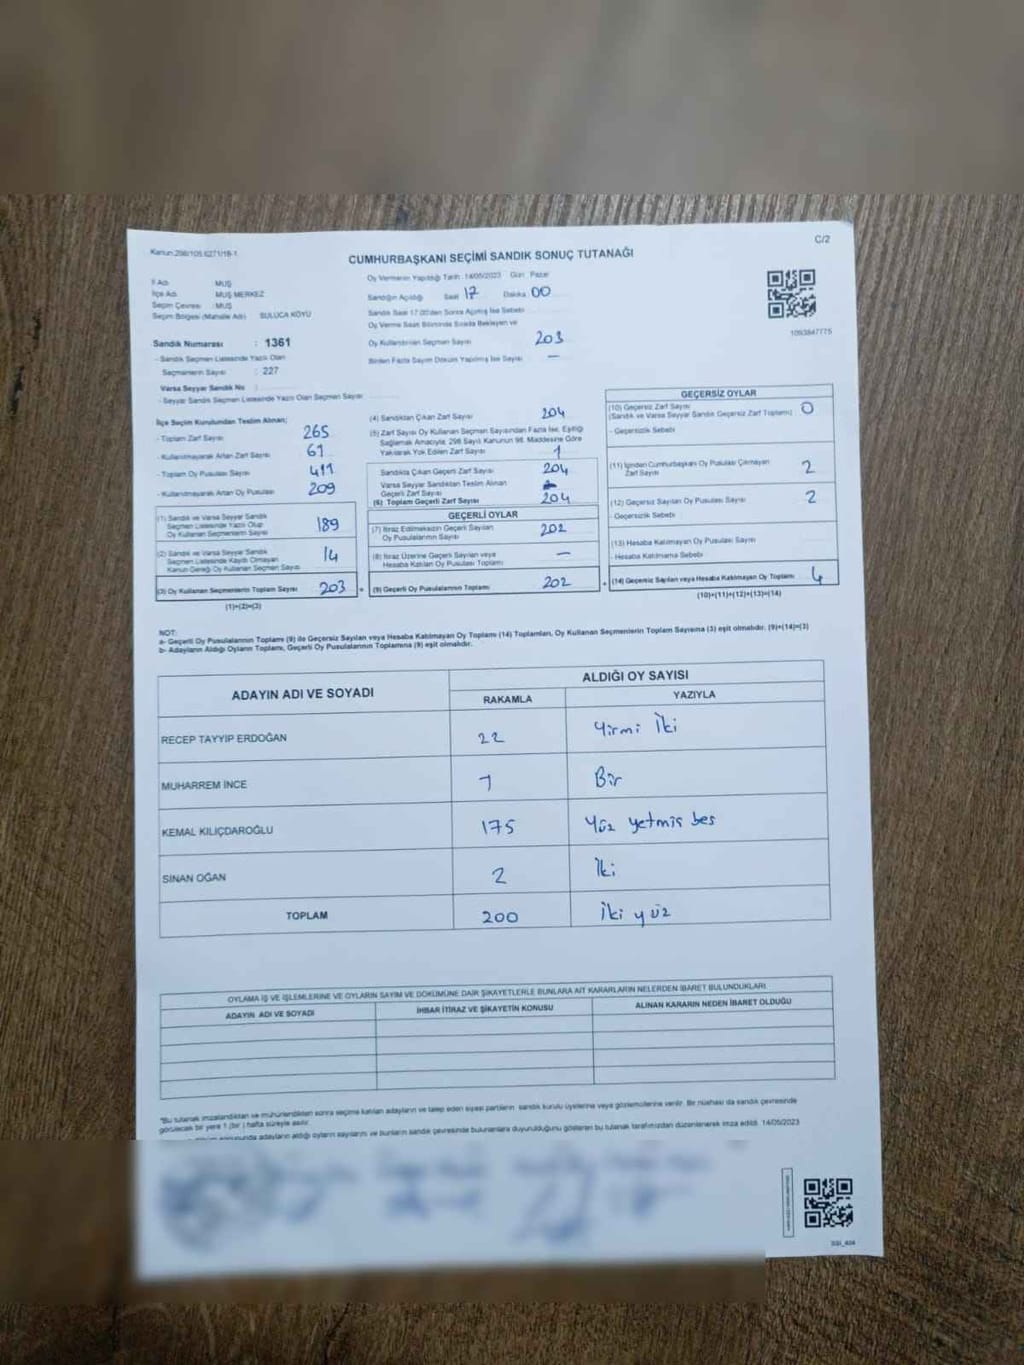 Kanun:298/105.6271/18-1
C/2
CUMHURBAŞKANI SEÇİMİ SANDIK SONUÇ TUTANAĞI
İl Adı : MUŞ
İlçe Adı : MUŞ MERKEZ
Seçim Çevresi : MUŞ
Seçim Bölgesi (Mahalle Adı) : SULUCA KÖYÜ
Sandık Numarası : 1361
- Sandık Seçmen Listesinde Yazılı Olan
Seçmenlerin Sayısı : 227
Varsa Seyyar Sandık No :
- Seyyar Sandık Seçmen Listesinde Yazılı Olan Seçmen Sayısı
Oy Vermenin Yapıldığı Tarih : 14/05/2023 Gün : Pazar
Sandığın Açıldığı Saat 17 Dakika 00
Sandık Saat 17.00'den Sonra Açılmış İse Sebebi
Oy Verme Saati Bitiminde Sırada Bekleyen ve
Oy Kullandırılan Seçmen Sayısı 203
Birden Fazla Sayım Döküm Yapılmış İse Sayısı —
1093847775
İlçe Seçim Kurulundan Teslim Alınan;
- Toplam Zarf Sayısı 265
- Kullanılmayarak Artan Zarf Sayısı 61
- Toplam Oy Pusulası Sayısı 411
- Kullanılmayarak Artan Oy Pusulası 209
(1) Sandık ve Varsa Seyyar Sandık
Seçmen Listesinde Yazılı Olup
Oy Kullanan Seçmen Sayısı 189
(2) Sandık ve Varsa Seyyar Sandık
Seçmen Listesinde Kayıtlı Olmayan
Kanun Gereği Oy Kullanan Seçmen Sayısı 14
(3) Oy Kullanan Seçmenlerin Toplam Sayısı 203
(1)+(2)=(3)
(4) Sandıktan Çıkan Zarf Sayısı 204
(5) Zarf Sayısı Oy Kullanan Seçmen Sayısından Fazla İse, Eşitliği
Sağlamak Amacıyla, 298 Sayılı Kanunun 98. Maddesine Göre
Yakılarak Yok Edilen Zarf Sayısı 1
Sandıkta Çıkan Geçerli Zarf Sayısı 204
Varsa Seyyar Sandıktan Teslim Alınan
Geçerli Zarf Sayısı
(6) Toplam Geçerli Zarf Sayısı 204
GEÇERLİ OYLAR
(7) İtiraz Edilmeksizin Geçerli Sayılan
Oy Pusulalarının Sayısı 202
(8) İtiraz Üzerine Geçerli Sayılan veya
Hesaba Katılan Oy Pusulası Toplamı —
(9) Geçerli Oy Pusulalarının Toplamı 202
GEÇERSİZ OYLAR
(10) Geçersiz Zarf Sayısı
(Sandık ve Varsa Seyyar Sandık Geçersiz Zarf Toplamı) 0
- Geçersizlik Sebebi
(11) İçinden Cumhurbaşkanı Oy Pusulası Çıkmayan
Zarf Sayısı 2
(12) Geçersiz Sayılan Oy Pusulası Sayısı 2
- Geçersizlik Sebebi :
(13) Hesaba Katılmayan Oy Pusulası Sayısı
- Hesaba Katılmama Sebebi
(14) Geçersiz Sayılan veya Hesaba Katılmayan Oy Toplamı 4
(10)+(11)+(12)+(13)=(14)
NOT:
a- Geçerli Oy Pusulalarının Toplamı (9) ile Geçersiz Sayılan veya Hesaba Katılmayan Oy Toplamı (14) Toplamları, Oy Kullanan Seçmenlerin Toplam Sayısına (3) eşit olmalıdır. (9)+(14)=(3)
b- Adayların Aldığı Oyların Toplamı, Geçerli Oy Pusulalarının Toplamına (9) eşit olmalıdır.
ADAYIN ADI VE SOYADI
ALDIĞI OY SAYISI
RAKAMLA YAZIYLA
RECEP TAYYIP ERDOĞAN 22 Yirmi İki
MUHARREM İNCE 1 Bir
KEMAL KILIÇDAROĞLU 175 Yüz yetmiş beş
SİNAN OĞAN 2 İki
TOPLAM 200 İki yüz
OYLAMA İŞ VE İŞLEMLERİNE VE OYLARIN SAYIM VE DÖKÜMÜNE DAİR ŞİKAYETLERLE BUNLARA AİT KARARLARIN NELERDEN İBARET BULUNDUKLARI
ADAYIN ADI VE SOYADI İHBAR İTİRAZ VE ŞİKAYETİN KONUSU ALINAN KARARIN NEDEN İBARET OLDUĞU
*Bu tutanak imzalandıktan ve mühürlendikten sonra seçime katılan adayların ve talep eden siyasi partilerin sandık kurulu üyelerine veya gözlemcilerine verilir. Bir nüshası da sandık çevresinde
görülecek bir yere 1 (bir) hafta süreyle asılır.
adayların aldığı oyların sayılarını ve bunların sandık çevresinde bulunanlara duyurulduğunu gösteren bu tutanak tarafımızdan düzenlenerek imza edildi. 14/05/2023